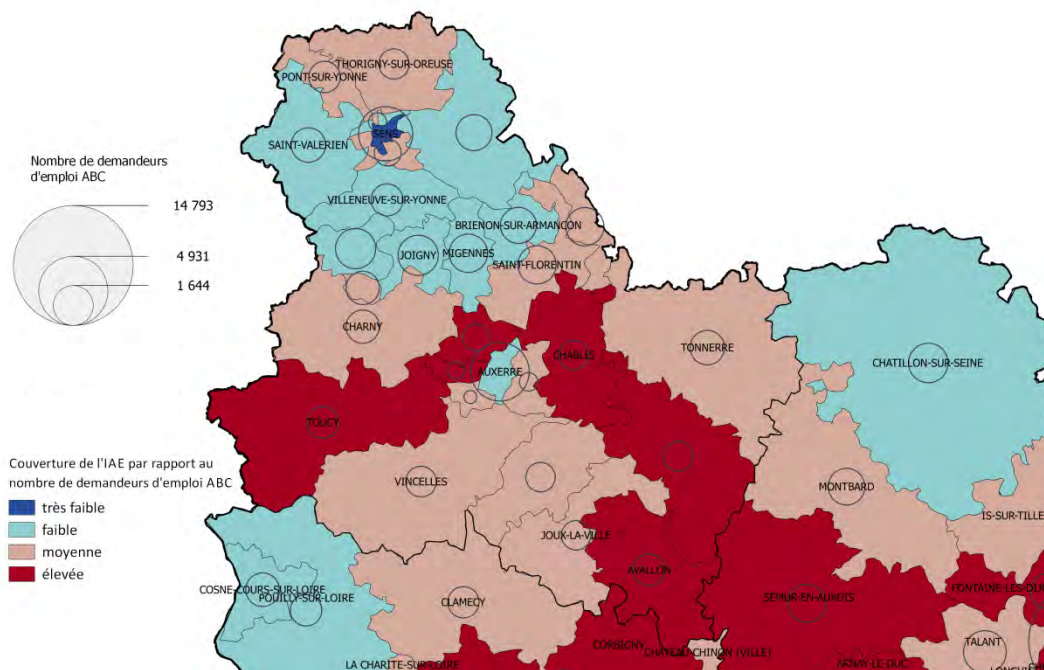 THORIGNY-SUR-OREUSE
PONT-SUR-YONNE
SENS
SAINT-VALERIEN
Nombre de demandeurs
d'emploi ABC
14 793
4 931
1 644
VILLENEUVE-SUR-YONNE
BRIENON-SUR-ARMANCON
JOIGNY
MIGENNES
SAINT-FLORENTIN
CHARNY
CHABLIS
TONNERRE
CHATILLON-SUR-SEINE
AUXERRE
TOUCY
Couverture de l'IAE par rapport au
nombre de demandeurs d'emploi ABC
très faible
faible
moyenne
élevée
VINCELLES
MONTBARD
IS-SUR-TILLE
JOUX-LA-VILLE
AVALLON
COSNE-COURS-SUR-LOIRE
POUILLY-SUR-LOIRE
CLAMECY
SEMUR-EN-AUXOIS
CORBIGNY
CHATEAU-CHINON (VILLE)
TALANT
LA CHARITE-SUR-LOIRE
ARNAY-LE-DUC